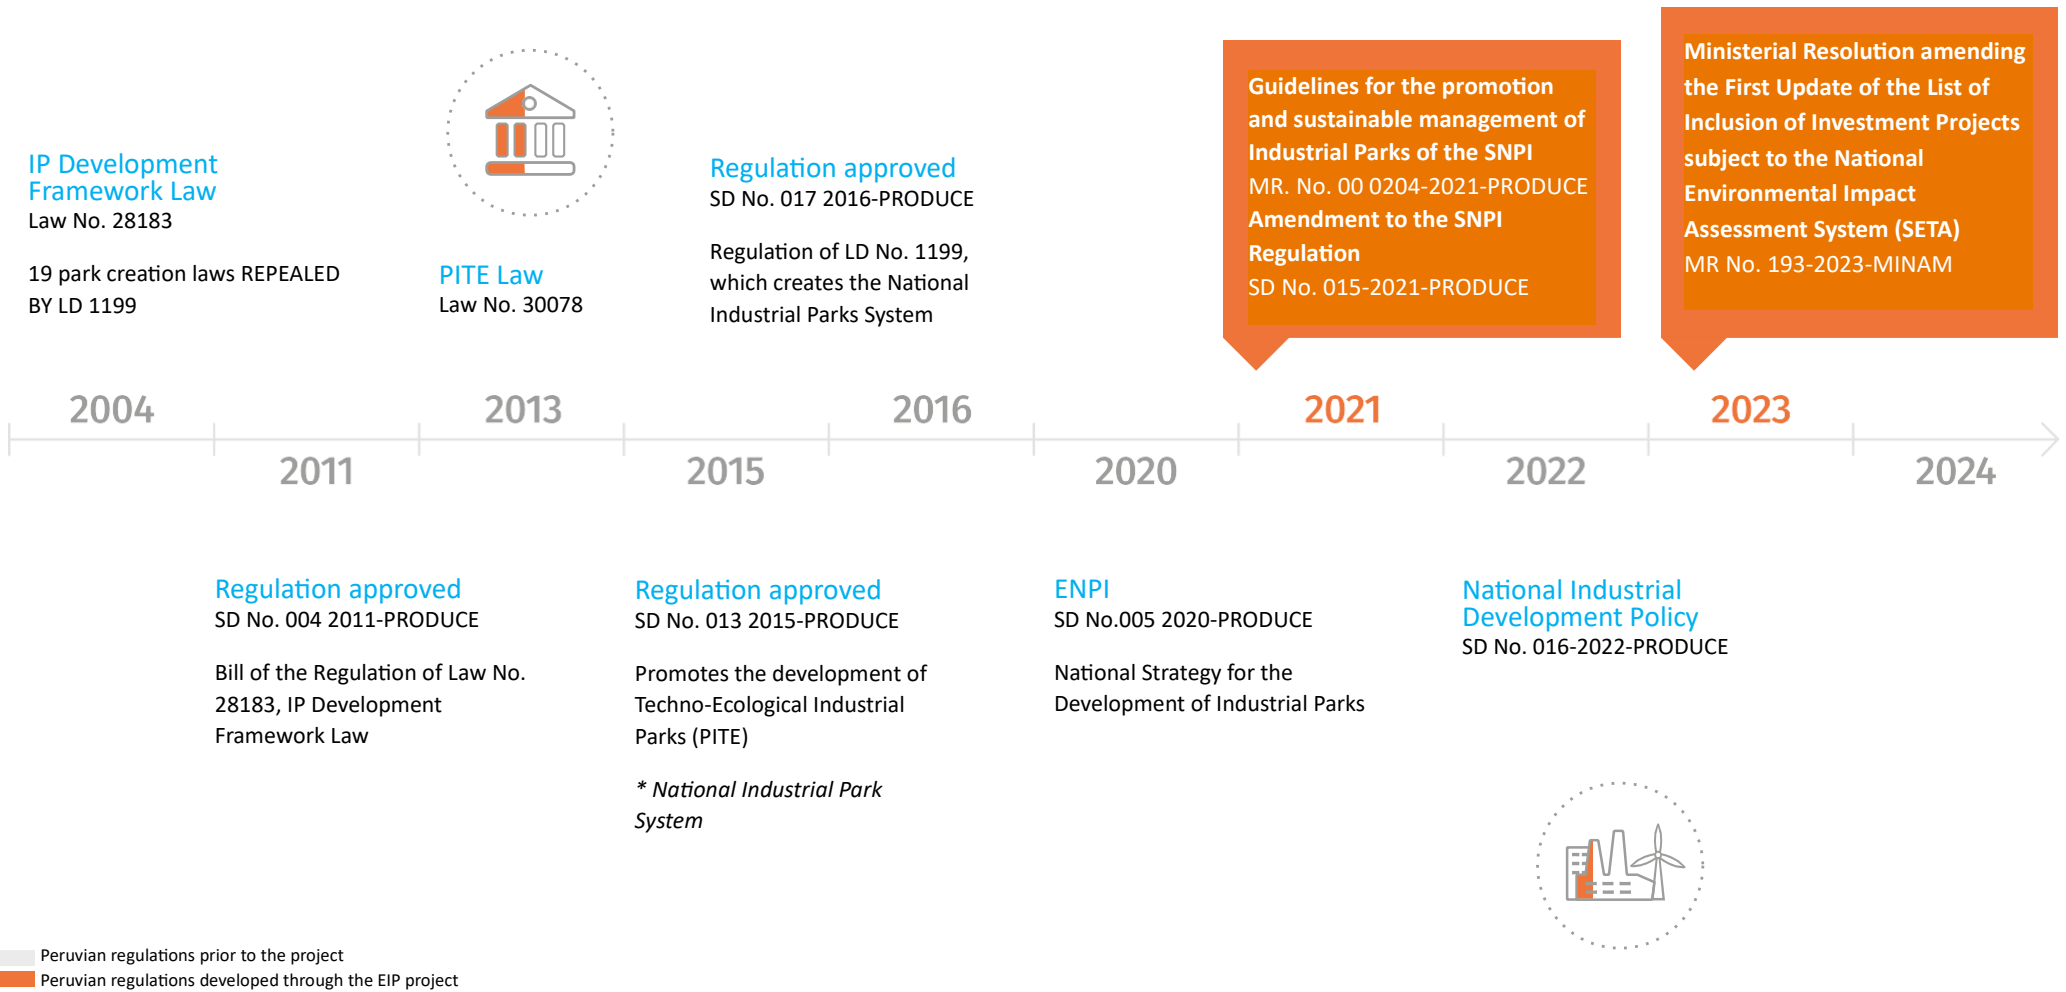 IP Development
Framework Law
Law No. 28183
19 park creation laws REPEALED
BY LD 1199
PITE Law
Law No. 30078
Regulation approved
SD No. 017 2016-PRODUCE
Regulation of LD No. 1199,
which creates the National
Industrial Parks System
Guidelines for the promotion
and sustainable management of
Industrial Parks of the SNPI
MR. No. 00 0204-2021-PRODUCE
Amendment to the SNPI
Regulation
SD No. 015-2021-PRODUCE
Ministerial Resolution amending
the First Update of the List of
Inclusion of Investment Projects
subject to the National
Environmental Impact
Assessment System (SETA)
MR No. 193-2023-MINAM
2004
2013
2016
2021
2023
2011
2015
2020
2022
2024
Regulation approved
SD No. 004 2011-PRODUCE
Bill of the Regulation of Law No.
28183, IP Development
Framework Law
Regulation approved
SD No. 013 2015-PRODUCE
Promotes the development of
Techno-Ecological Industrial
Parks (PITE)
* National Industrial Park
System
ENPI
SD No.005 2020-PRODUCE
National Strategy for the
Development of Industrial Parks
National Industrial
Development Policy
SD No. 016-2022-PRODUCE
Peruvian regulations prior to the project
Peruvian regulations developed through the EIP project